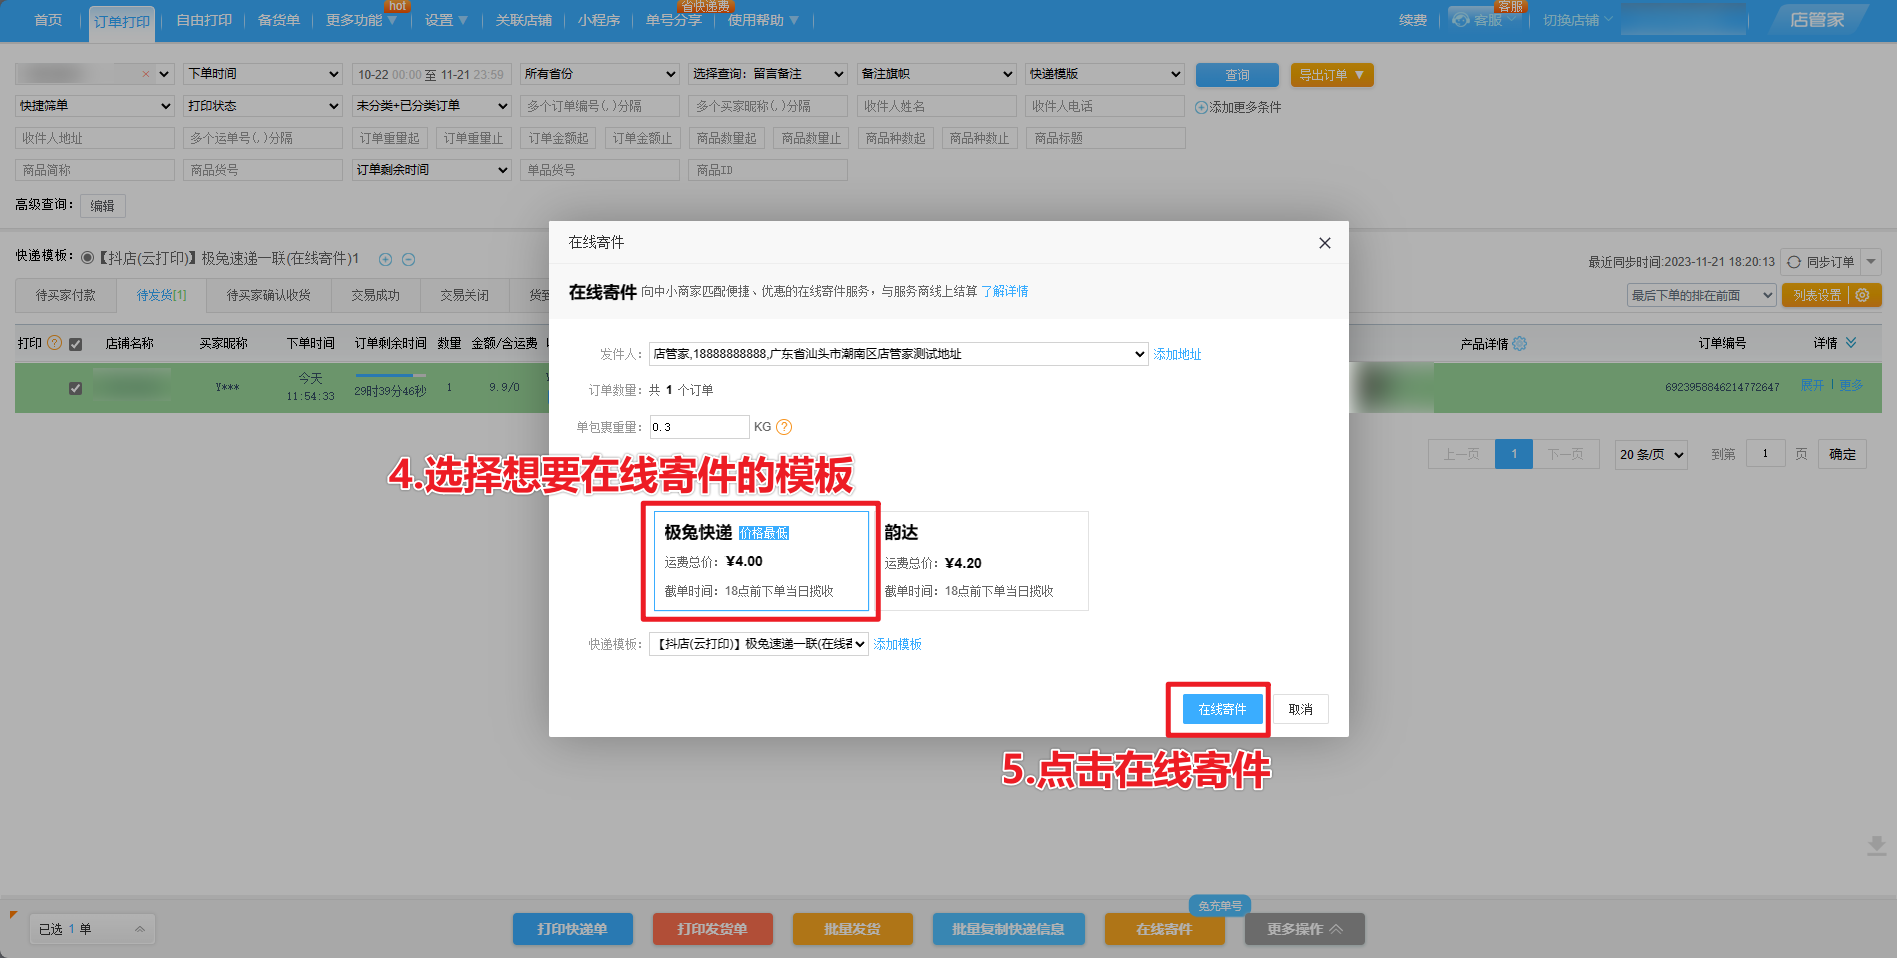 首页 订单打印 自由打印 备货单 更多功能 hot 设置 关联店铺 小程序 单号分享 省快递费 使用帮助 续费 客服 客服 切换店铺 店管家
下单时间 10-22 00:00 至 11-21 23:59 所有省份 选择查询：留言备注 备注旗帜 快递模版 查询 导出订单
快捷筛单 打印状态 未分类+已分类订单 多个订单编号(,)分隔 多个买家昵称(,)分隔 收件人姓名 收件人电话 添加更多条件
收件人地址 多个运单号(,)分隔 订单重量起 订单重量止 订单金额起 订单金额止 商品数量起 商品数量止 商品种数起 商品种数止 商品标题
商品简称 商品货号 订单剩余时间 单品货号 商品ID
高级查询： 编辑
在线寄件
快递模板： 【抖店(云打印)】极兔速递一联(在线寄件)1
最近同步时间:2023-11-21 18:20:13 同步订单
待买家付款 待发货[1] 待买家确认收货 交易成功 交易关闭 货到
最后下单的排在前面 列表设置
在线寄件 向中小商家匹配便捷、优惠的在线寄件服务，与服务商线上结算 了解详情
打印 店铺名称 买家昵称 下单时间 订单剩余时间 数量 金额/含运费 产品详情 订单编号 详情
¥*** 今天 29时39分46秒 1 9.9/0 6923958846214772647 展开 | 更多
11:54:33
发件人： 店管家,18888888888,广东省汕头市潮南区店管家测试地址 添加地址
订单数量： 共 1 个订单
单包裹重量： 0.3 KG
上一页 1 下一页 20 条/页 到第 1 页 确定
4.选择想要在线寄件的模板
极兔快递 价格最低 韵达
运费总价： ¥4.00 运费总价： ¥4.20
截单时间： 18点前下单当日揽收 截单时间： 18点前下单当日揽收
快递模板： 【抖店(云打印)】极兔速递一联(在线寄 添加模板
在线寄件 取消
5.点击在线寄件
免充单号
已选 1 单 打印快递单 打印发货单 批量发货 批量复制快递信息 在线寄件 更多操作